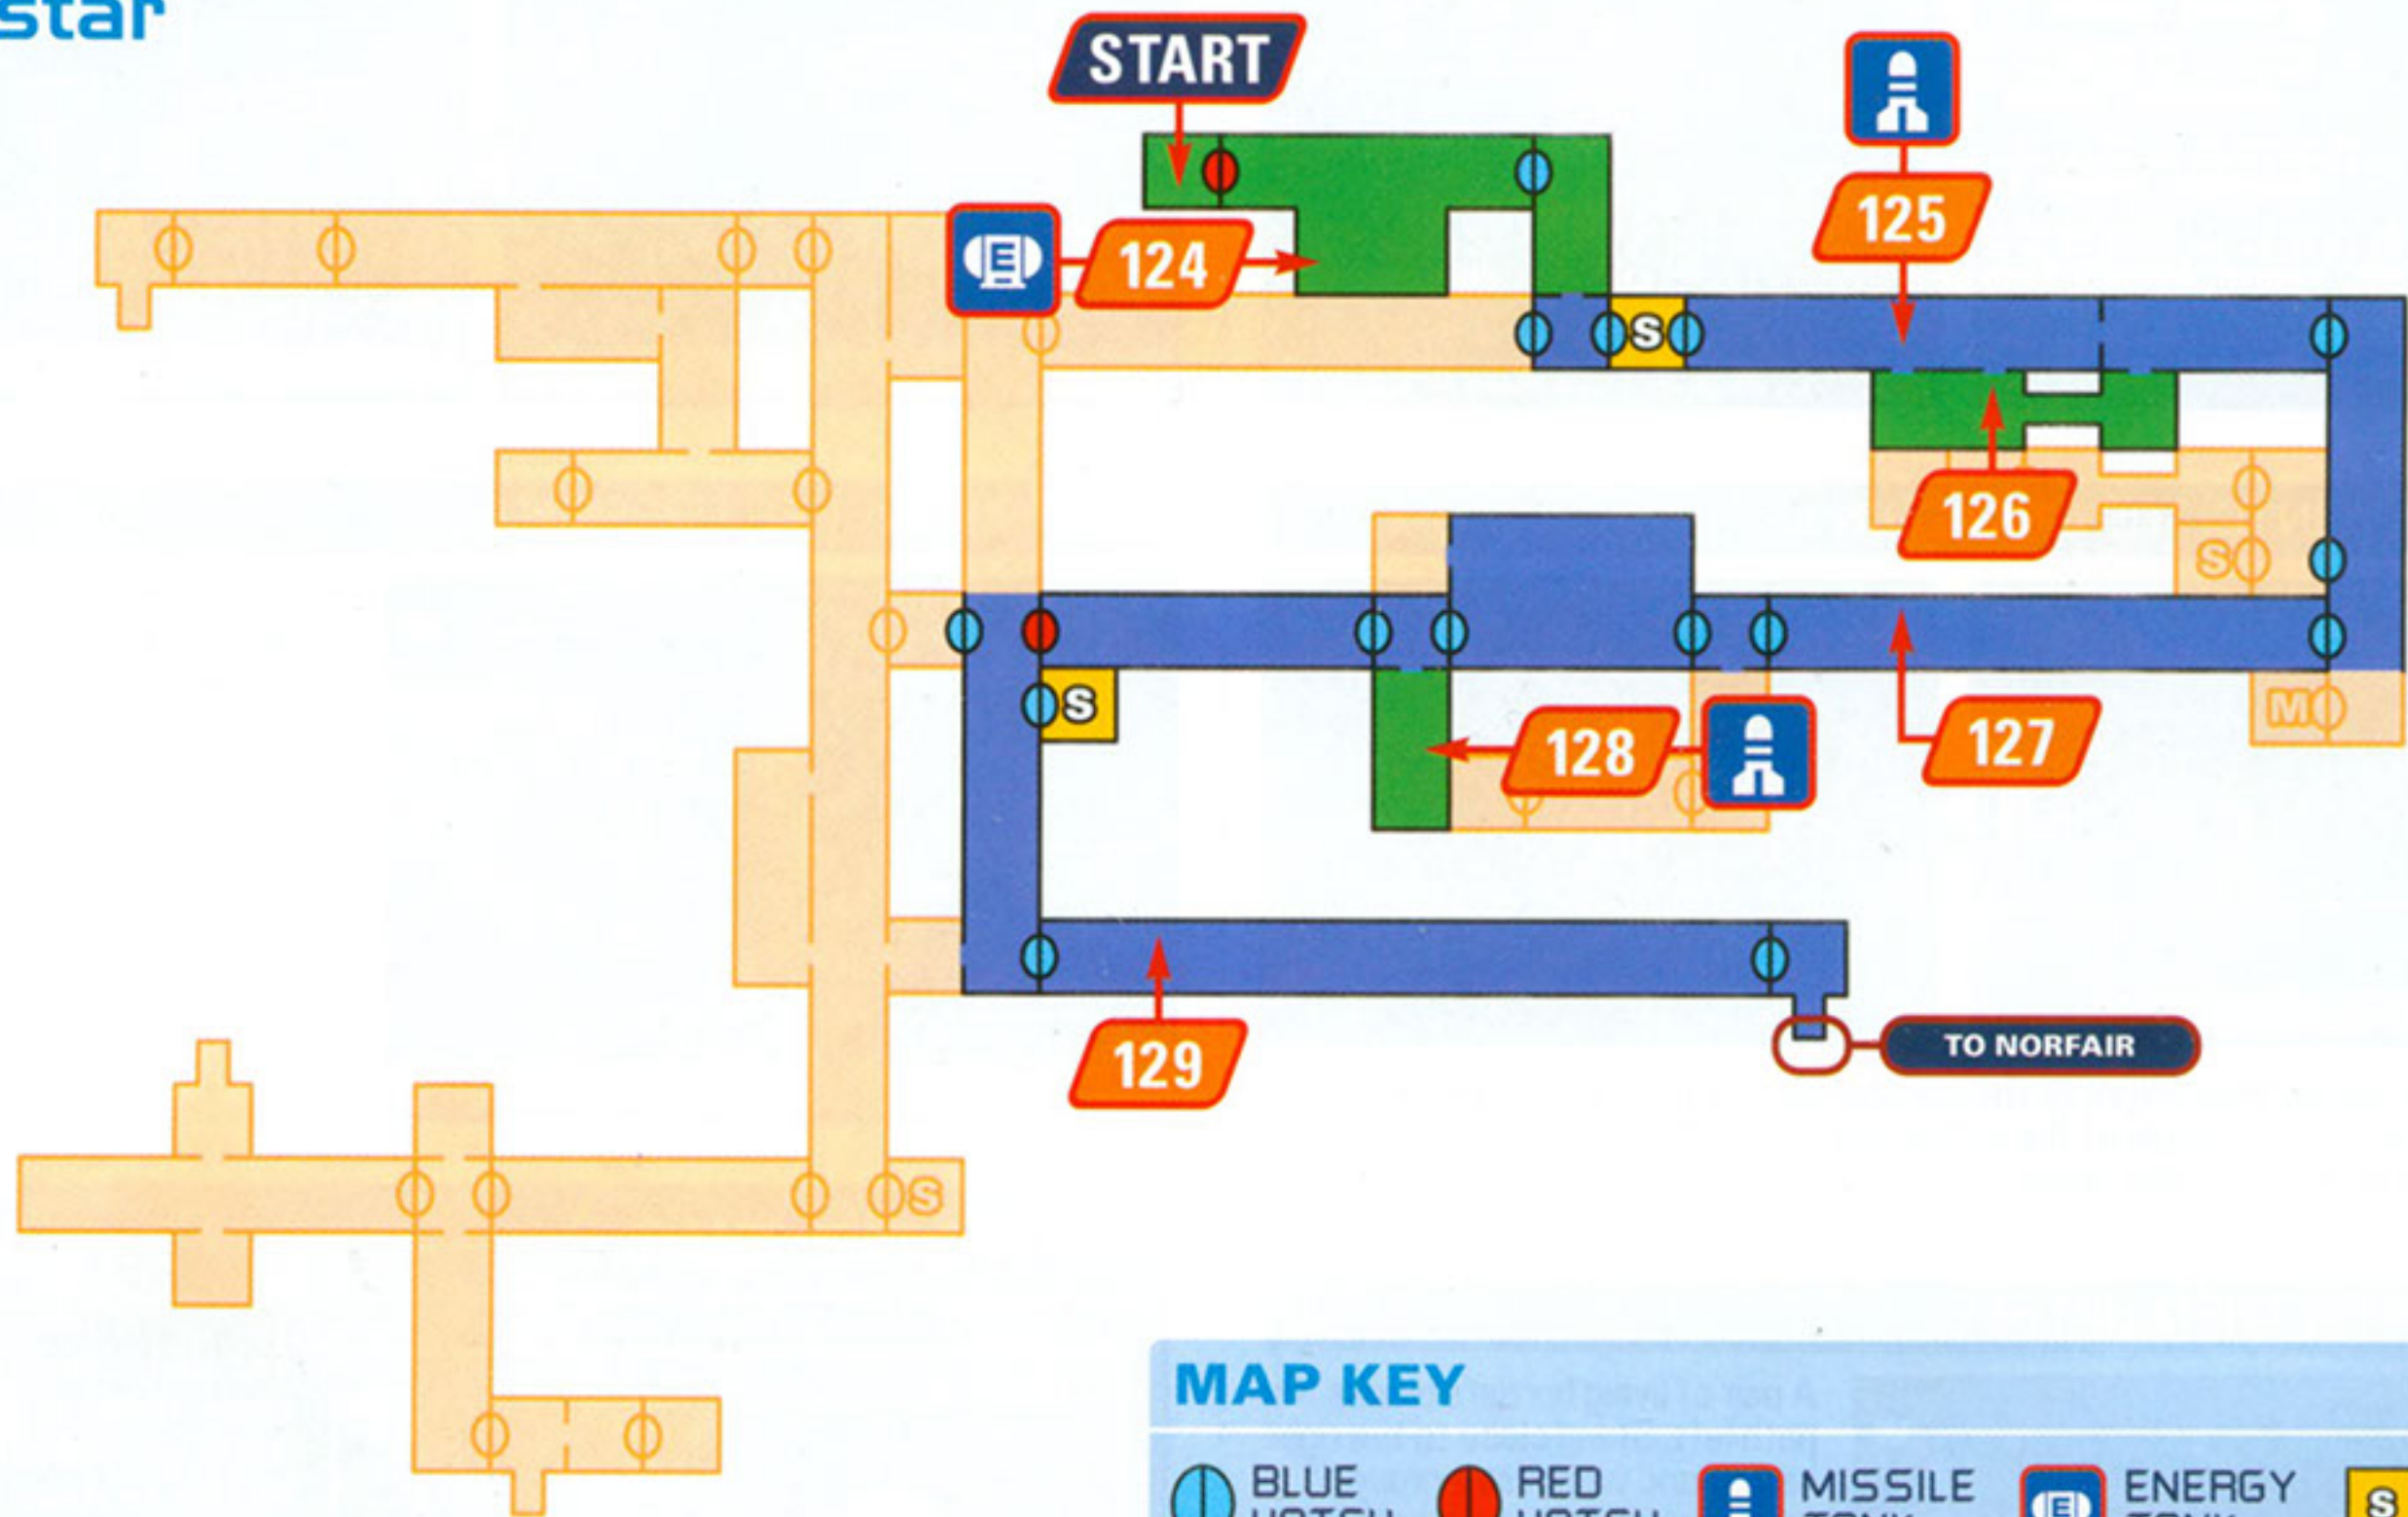 star
START
125
E
124
S
126
S
S
128
127
M
129
TO NORFAIR
S
MAP KEY
BLUE
RED
MISSILE
ENERGY
E
S